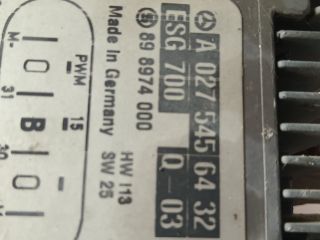 A 027 545 64 32
ESG 700 Q 03
89 8974 000
Made in Germany
HW I13
SW 25
PWM 15
M- 31 B 30